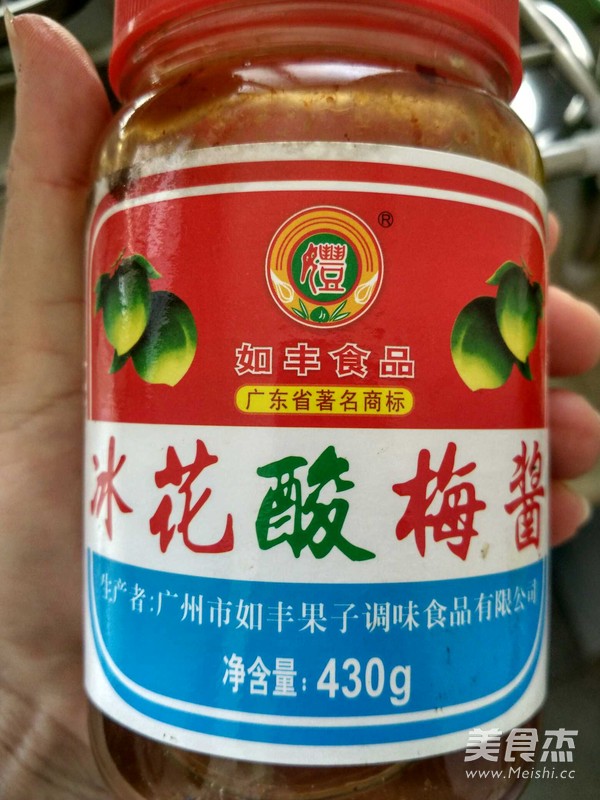 ®
如丰食品
广东省著名商标
冰花酸梅醬
生产者:广州市如丰果子调味食品有限公司
净含量:430g
美食杰
www.Meishi.cc